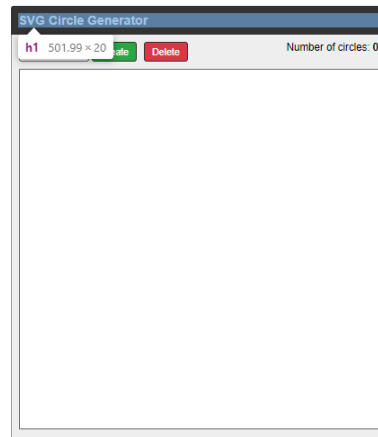 SVG Circle Generator
h1 501.99 × 20
ate Delete Number of circles: 0